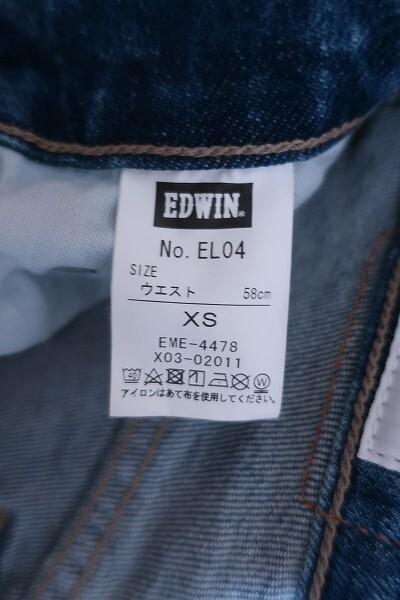 EDWIN®
No. EL04
SIZE
ウエスト 58cm
XS
EME-4478
X03-02011
40 W
アイロンはあて布を使用してください。